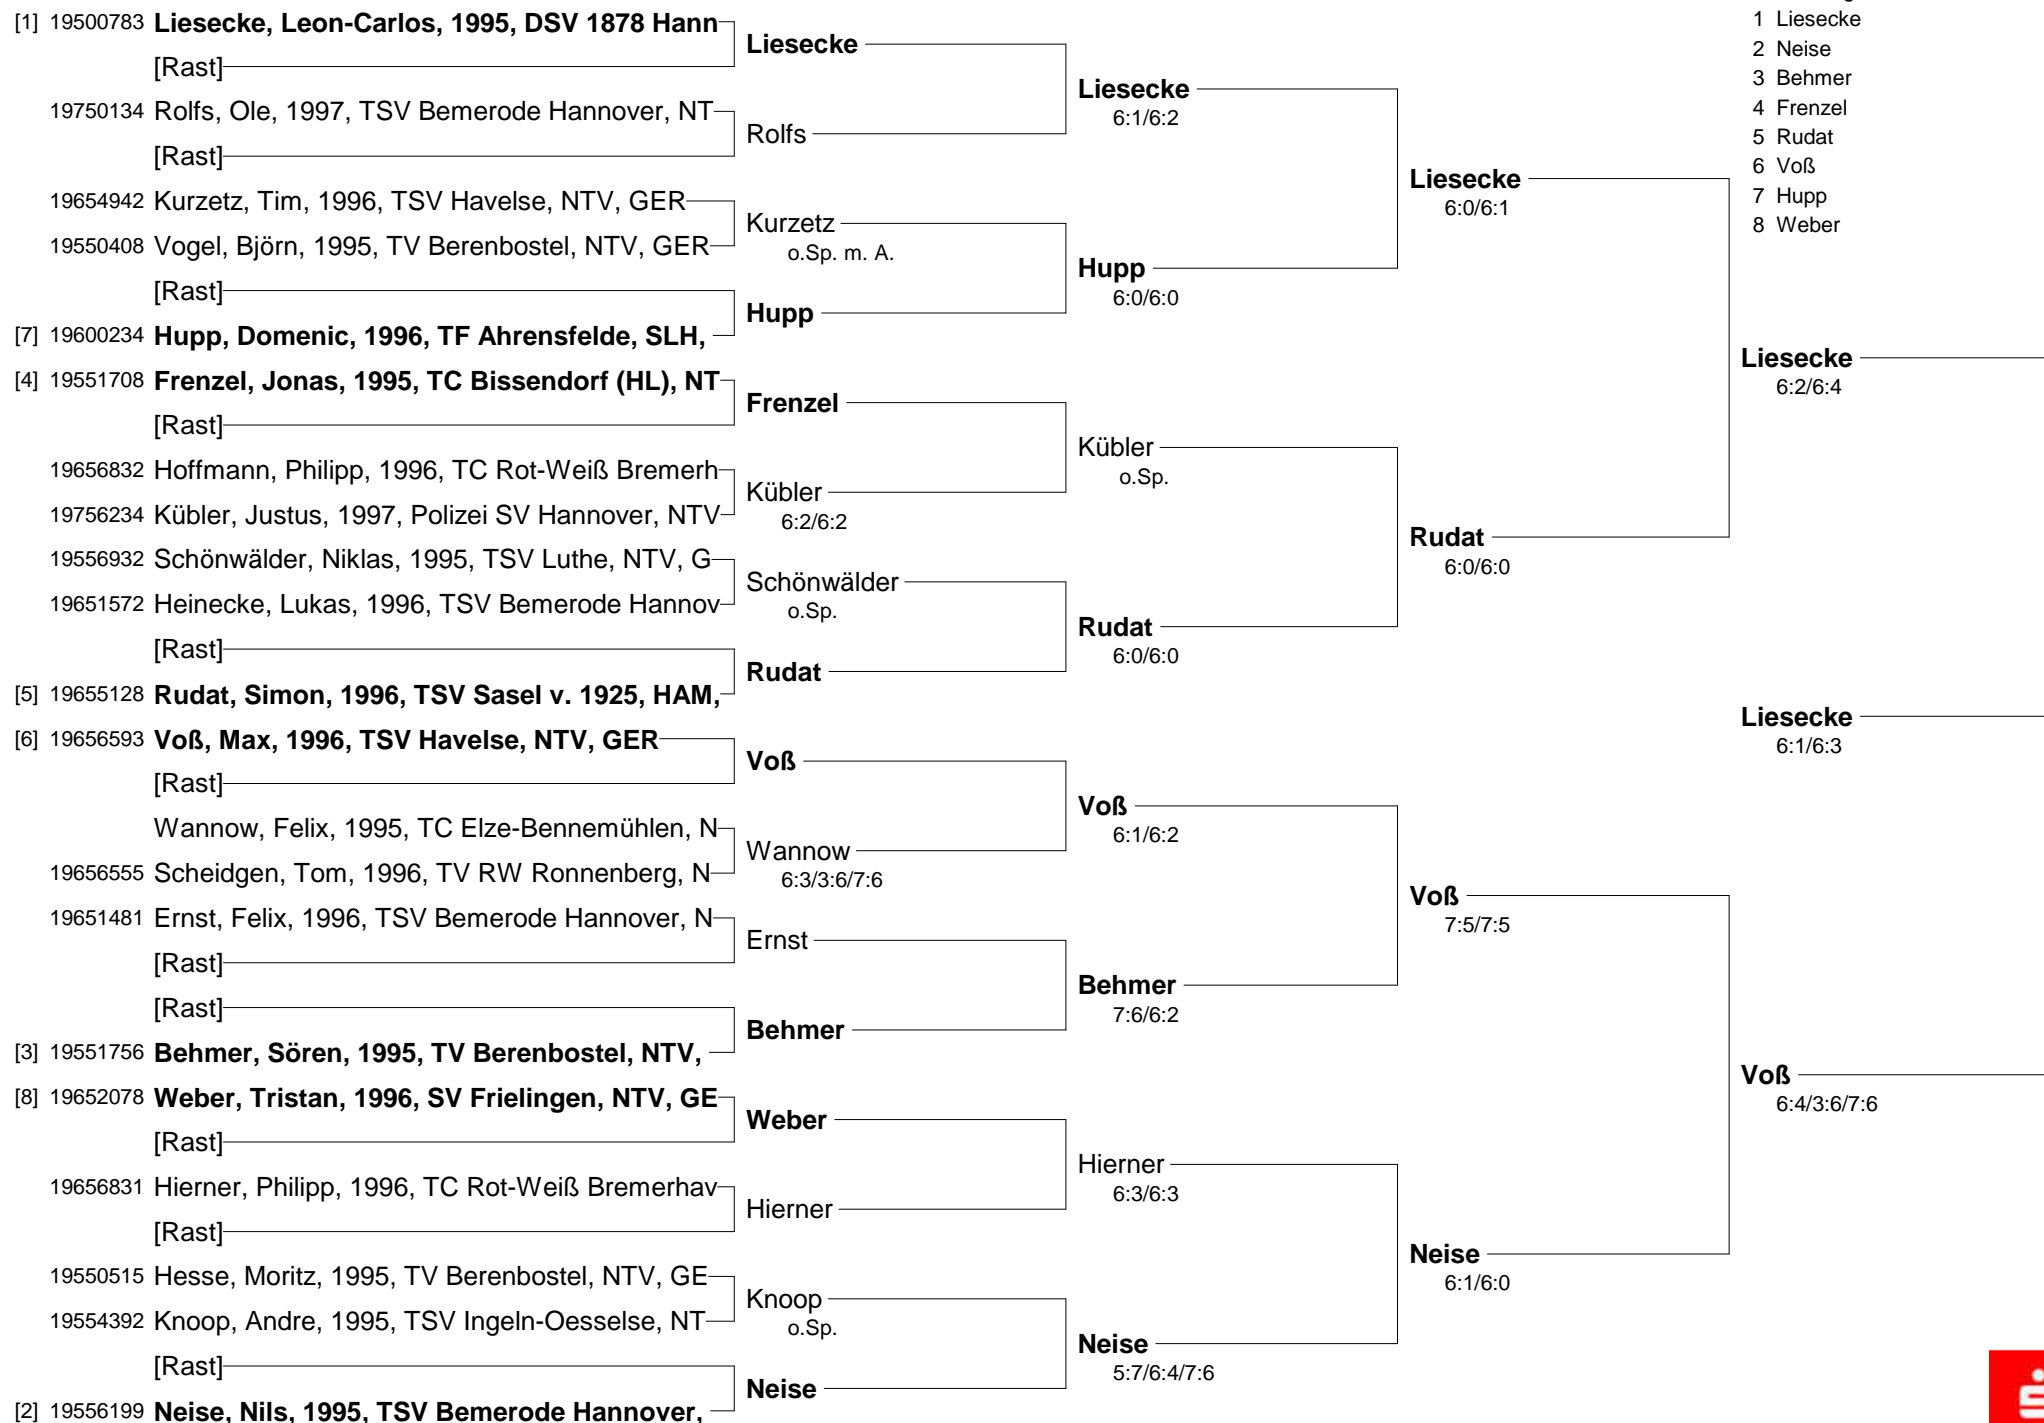 [1] 19500783 Liesecke, Leon-Carlos, 1995, DSV 1878 Hann
[Rast]
19750134 Rolfs, Ole, 1997, TSV Bemerode Hannover, NT
[Rast]
19654942 Kurzetz, Tim, 1996, TSV Havelse, NTV, GER
19550408 Vogel, Björn, 1995, TV Berenbostel, NTV, GER
[Rast]
[7] 19600234 Hupp, Domenic, 1996, TF Ahrensfelde, SLH,
[4] 19551708 Frenzel, Jonas, 1995, TC Bissendorf (HL), NT
[Rast]
19656832 Hoffmann, Philipp, 1996, TC Rot-Weiß Bremerh
19756234 Kübler, Justus, 1997, Polizei SV Hannover, NTV
19556932 Schönwälder, Niklas, 1995, TSV Luthe, NTV, G
19651572 Heinecke, Lukas, 1996, TSV Bemerode Hannov
[Rast]
[5] 19655128 Rudat, Simon, 1996, TSV Sasel v. 1925, HAM,
[6] 19656593 Voß, Max, 1996, TSV Havelse, NTV, GER
[Rast]
Wannow, Felix, 1995, TC Elze-Bennemühlen, N
19656555 Scheidgen, Tom, 1996, TV RW Ronnenberg, N
19651481 Ernst, Felix, 1996, TSV Bemerode Hannover, N
[Rast]
[Rast]
[3] 19551756 Behmer, Sören, 1995, TV Berenbostel, NTV,
[8] 19652078 Weber, Tristan, 1996, SV Frielingen, NTV, GE
[Rast]
19656831 Hierner, Philipp, 1996, TC Rot-Weiß Bremerhav
[Rast]
19550515 Hesse, Moritz, 1995, TV Berenbostel, NTV, GE
19554392 Knoop, Andre, 1995, TSV Ingeln-Oesselse, NT
[Rast]
[2] 19556199 Neise, Nils, 1995, TSV Bemerode Hannover,
Liesecke
Rolfs
Kurzetz
o.Sp. m. A.
Hupp
Frenzel
Kübler
6:2/6:2
Schönwälder
o.Sp.
Rudat
Voß
Wannow
6:3/3:6/7:6
Ernst
Behmer
Weber
Hierner
Knoop
o.Sp.
Neise
Liesecke
6:1/6:2
Hupp
6:0/6:0
Kübler
o.Sp.
Rudat
6:0/6:0
Voß
6:1/6:2
Behmer
7:6/6:2
Hierner
6:3/6:3
Neise
5:7/6:4/7:6
Liesecke
6:0/6:1
Rudat
6:0/6:0
Voß
7:5/7:5
Neise
6:1/6:0
1 Liesecke
2 Neise
3 Behmer
4 Frenzel
5 Rudat
6 Voß
7 Hupp
8 Weber
Liesecke
6:2/6:4
Liesecke
6:1/6:3
Voß
6:4/3:6/7:6